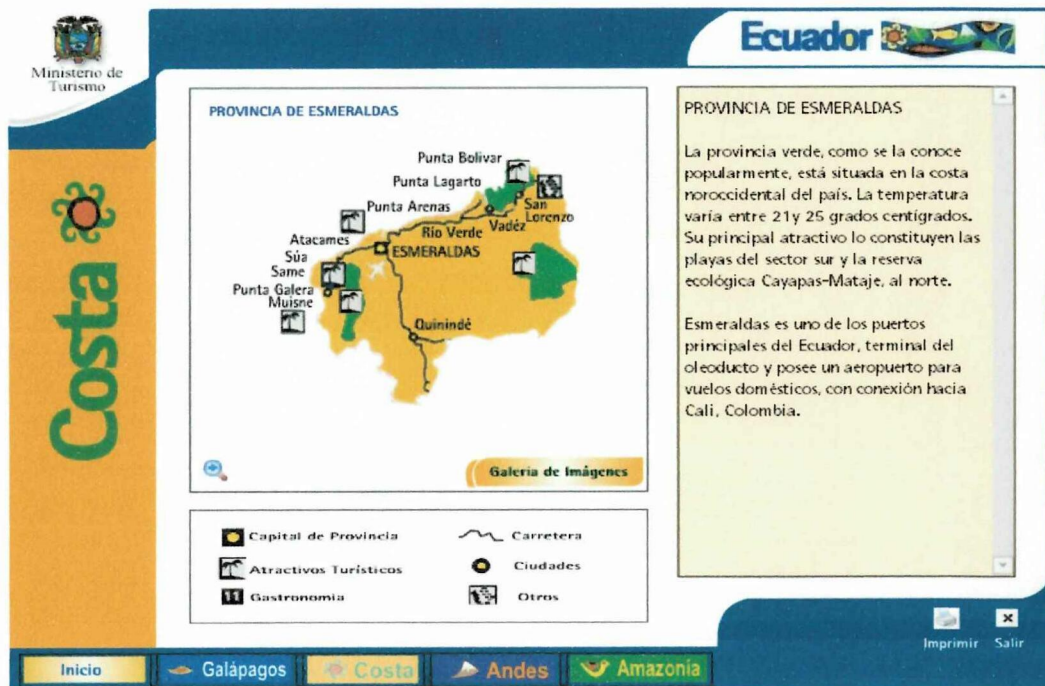 Ministerio de
Turismo
Ecuador
Costa
PROVINCIA DE ESMERALDAS
Punta Bolivar
Punta Lagarto
Punta Arenas
San
Lorenzo
Vadéz
Río Verde
Atacames
ESMERALDAS
Súa
Same
Punta Galera
Muisne
Quinindé
Galería de Imágenes
Capital de Provincia
Carretera
Atractivos Turísticos
Ciudades
Gastronomía
Otros
PROVINCIA DE ESMERALDAS
La provincia verde, como se la conoce
popularmente, está situada en la costa
noroccidental del país. La temperatura
varía entre 21y 25 grados centígrados.
Su principal atractivo lo constituyen las
playas del sector sur y la reserva
ecológica Cayapas-Mataje, al norte.
Esmeraldas es uno de los puertos
principales del Ecuador, terminal del
oleoducto y posee un aeropuerto para
vuelos domésticos, con conexión hacia
Cali, Colombia.
Imprimir
Salir
Inicio
Galápagos
Costa
Andes
Amazonía